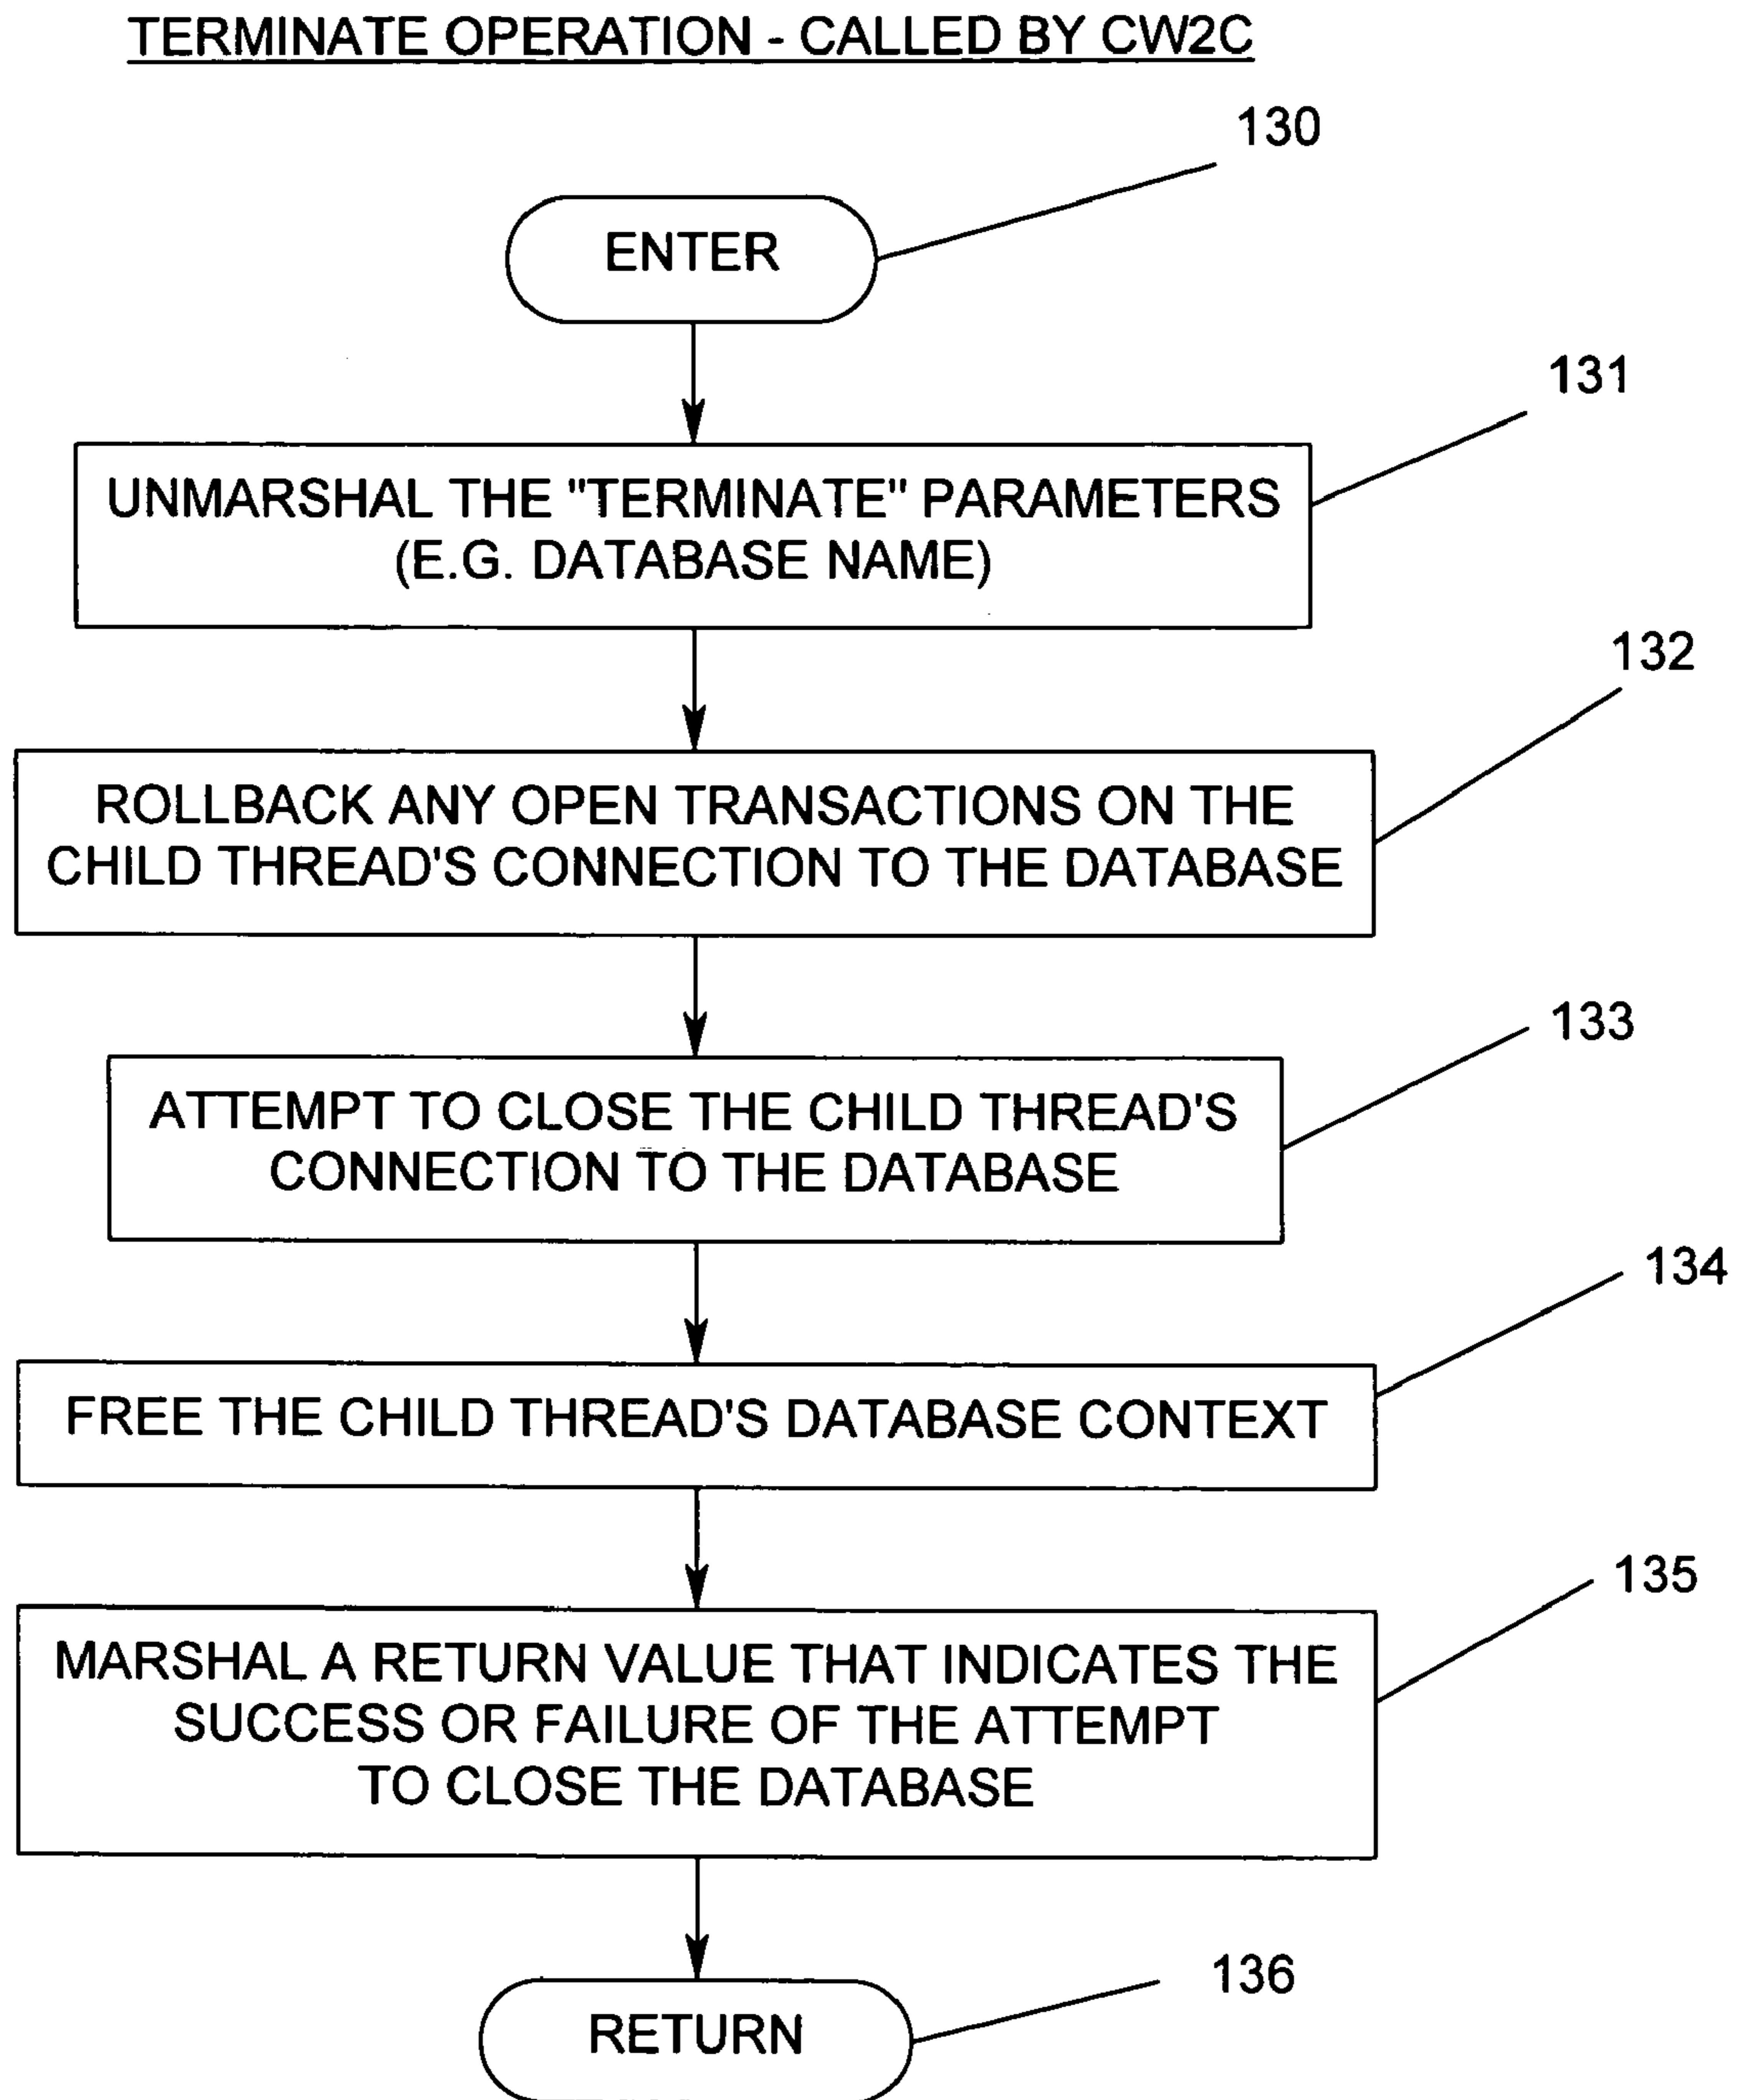 TERMINATE OPERATION - CALLED BY CW2C
130
ENTER
131
UNMARSHAL THE "TERMINATE" PARAMETERS
(E.G. DATABASE NAME)
132
ROLLBACK ANY OPEN TRANSACTIONS ON THE
CHILD THREAD'S CONNECTION TO THE DATABASE
133
ATTEMPT TO CLOSE THE CHILD THREAD'S
CONNECTION TO THE DATABASE
134
FREE THE CHILD THREAD'S DATABASE CONTEXT
135
MARSHAL A RETURN VALUE THAT INDICATES THE
SUCCESS OR FAILURE OF THE ATTEMPT
TO CLOSE THE DATABASE
136
RETURN